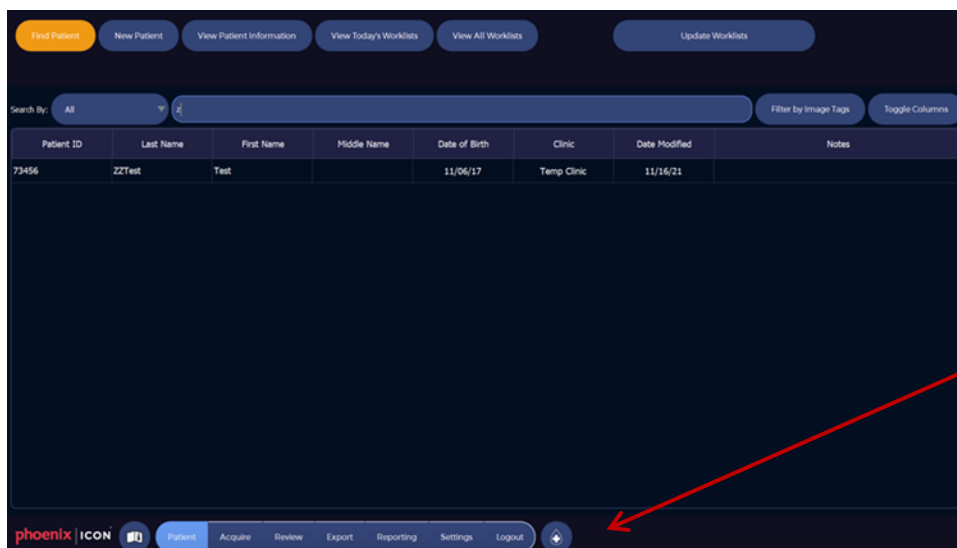 Find Patient New Patient View Patient Information View Today's Worklists View All Worklists Update Worklists
Search By: All z Filter by Image Tags Toggle Columns
Patient ID Last Name First Name Middle Name Date of Birth Clinic Date Modified Notes
73456 ZZTest Test 11/06/17 Temp Clinic 11/16/21
phoenix | ICON Patient Acquire Review Export Reporting Settings Logout